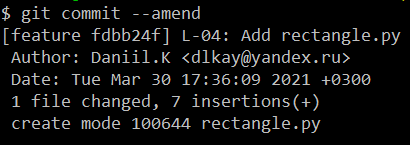 $ git commit --amend
[feature fdbb24f] L-04: Add rectangle.py
Author: Daniil.K <dlkay@yandex.ru>
Date: Tue Mar 30 17:36:09 2021 +0300
1 file changed, 7 insertions(+)
create mode 100644 rectangle.py